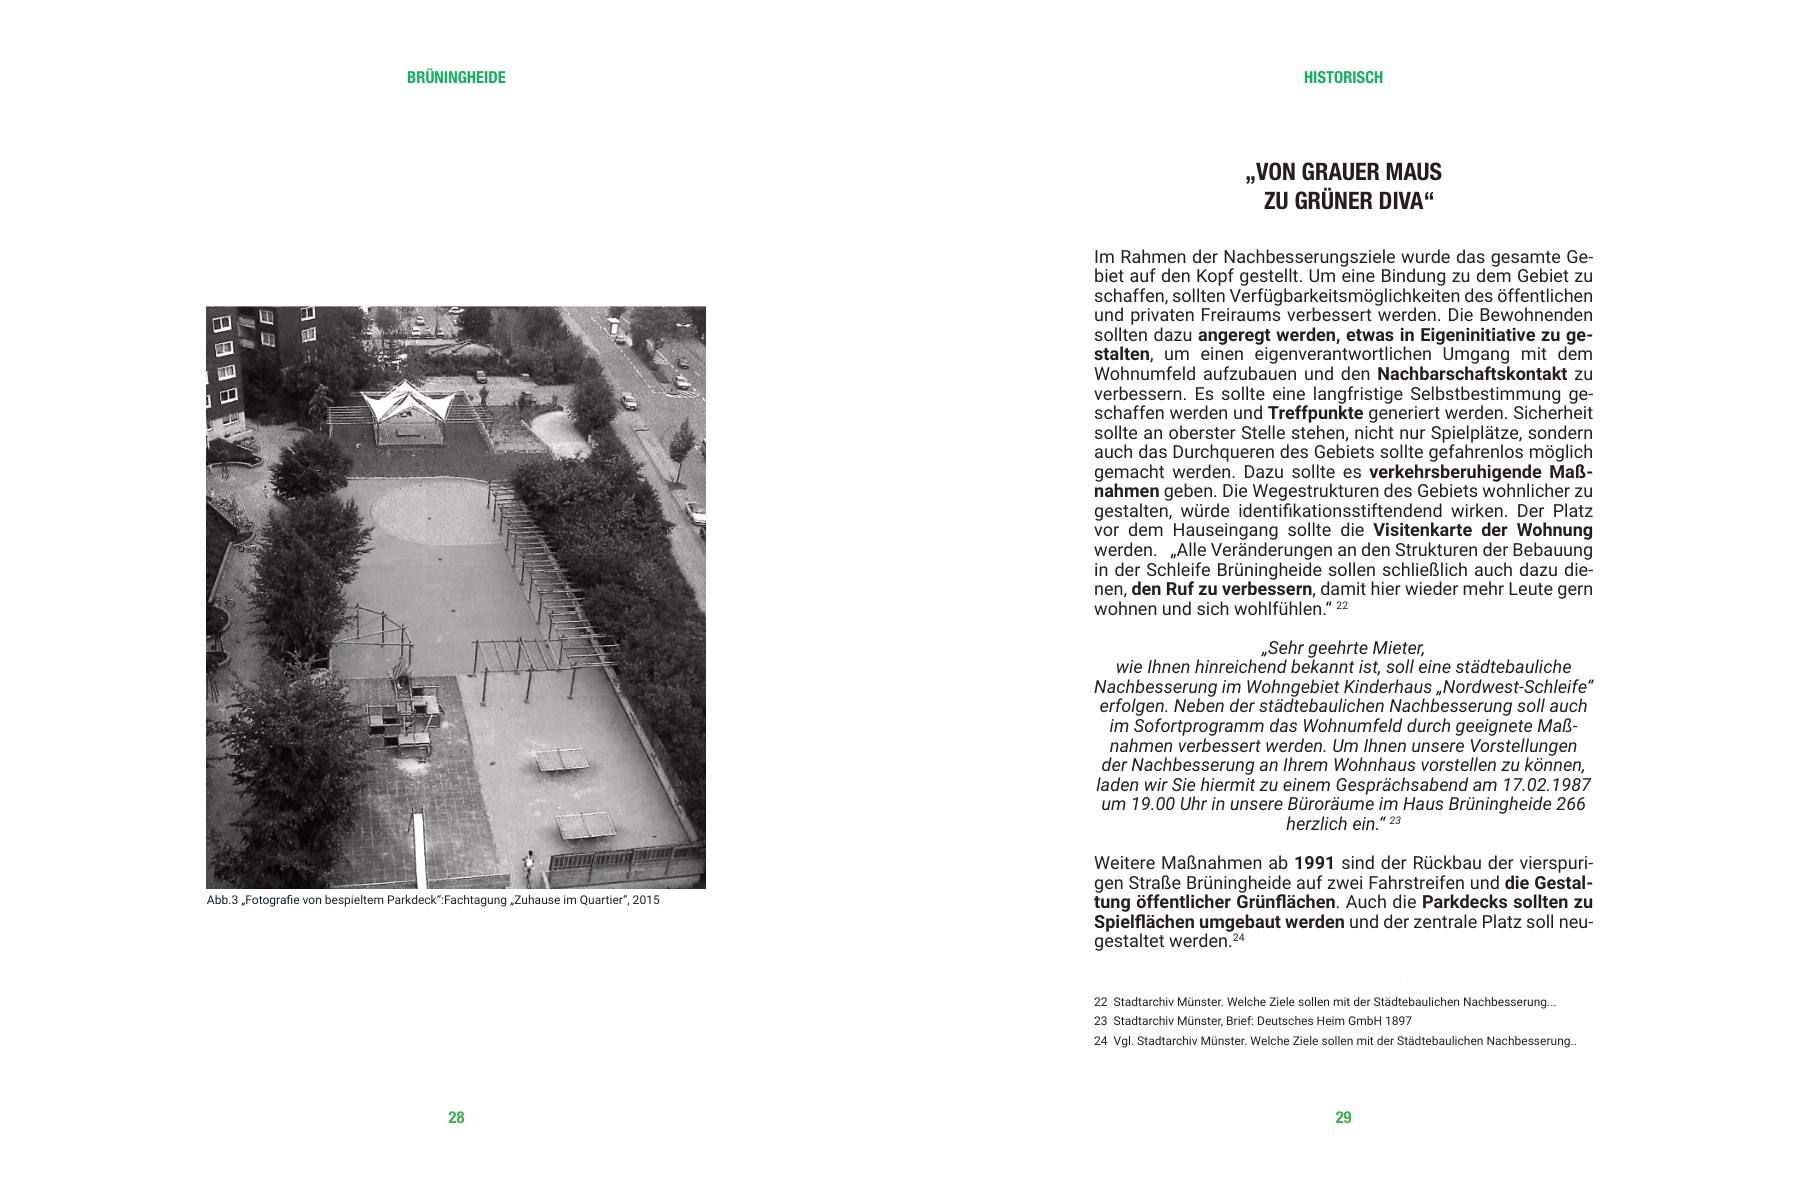 BRÜNINGHEIDE
Abb.3 „Fotografie von bespieltem Parkdeck“:Fachtagung „Zuhause im Quartier“, 2015
28
HISTORISCH
„VON GRAUER MAUS
ZU GRÜNER DIVA“
Im Rahmen der Nachbesserungsziele wurde das gesamte Ge-
biet auf den Kopf gestellt. Um eine Bindung zu dem Gebiet zu
schaffen, sollten Verfügbarkeitsmöglichkeiten des öffentlichen
und privaten Freiraums verbessert werden. Die Bewohnenden
sollten dazu angeregt werden, etwas in Eigeninitiative zu ge-
stalten, um einen eigenverantwortlichen Umgang mit dem
Wohnumfeld aufzubauen und den Nachbarschaftskontakt zu
verbessern. Es sollte eine langfristige Selbstbestimmung ge-
schaffen werden und Treffpunkte generiert werden. Sicherheit
sollte an oberster Stelle stehen, nicht nur Spielplätze, sondern
auch das Durchqueren des Gebiets sollte gefahrenlos möglich
gemacht werden. Dazu sollte es verkehrsberuhigende Maß-
nahmen geben. Die Wegestrukturen des Gebiets wohnlicher zu
gestalten, würde identifikationsstiftendend wirken. Der Platz
vor dem Hauseingang sollte die Visitenkarte der Wohnung
werden. „Alle Veränderungen an den Strukturen der Bebauung
in der Schleife Brüningheide sollen schließlich auch dazu die-
nen, den Ruf zu verbessern, damit hier wieder mehr Leute gern
wohnen und sich wohlfühlen.“ 22
„Sehr geehrte Mieter,
wie Ihnen hinreichend bekannt ist, soll eine städtebauliche
Nachbesserung im Wohngebiet Kinderhaus „Nordwest-Schleife“
erfolgen. Neben der städtebaulichen Nachbesserung soll auch
im Sofortprogramm das Wohnumfeld durch geeignete Maß-
nahmen verbessert werden. Um Ihnen unsere Vorstellungen
der Nachbesserung an Ihrem Wohnhaus vorstellen zu können,
laden wir Sie hiermit zu einem Gesprächsabend am 17.02.1987
um 19.00 Uhr in unsere Büroräume im Haus Brüningheide 266
herzlich ein.“ 23
Weitere Maßnahmen ab 1991 sind der Rückbau der vierspuri-
gen Straße Brüningheide auf zwei Fahrstreifen und die Gestal-
tung öffentlicher Grünflächen. Auch die Parkdecks sollten zu
Spielflächen umgebaut werden und der zentrale Platz soll neu-
gestaltet werden.24
22 Stadtarchiv Münster. Welche Ziele sollen mit der Städtebaulichen Nachbesserung...
23 Stadtarchiv Münster, Brief: Deutsches Heim GmbH 1897
24 Vgl. Stadtarchiv Münster. Welche Ziele sollen mit der Städtebaulichen Nachbesserung..
29